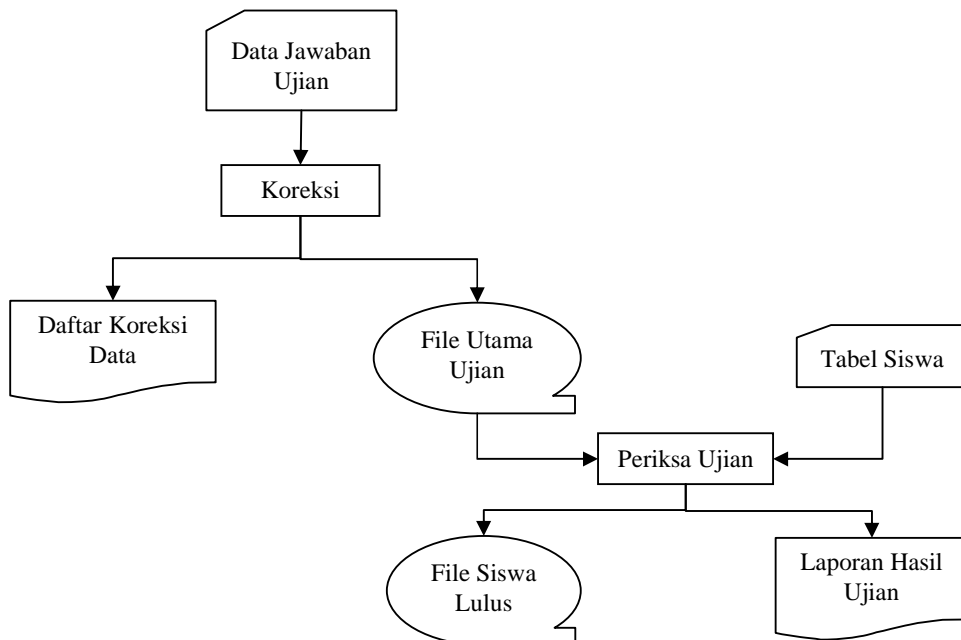 Data Jawaban
Ujian
Koreksi
Daftar Koreksi
Data
File Utama
Ujian
Tabel Siswa
Periksa Ujian
File Siswa
Lulus
Laporan Hasil
Ujian